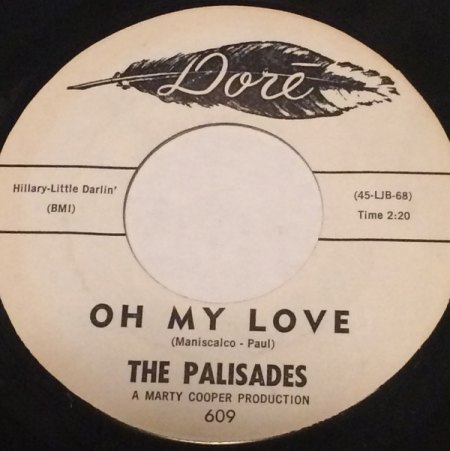 Doré
Hillary-Little Darlin'
(BMI)
(45-LJB-68)
Time 2:20
OH MY LOVE
(Maniscalco - Paul)
THE PALISADES
A MARTY COOPER PRODUCTION
609